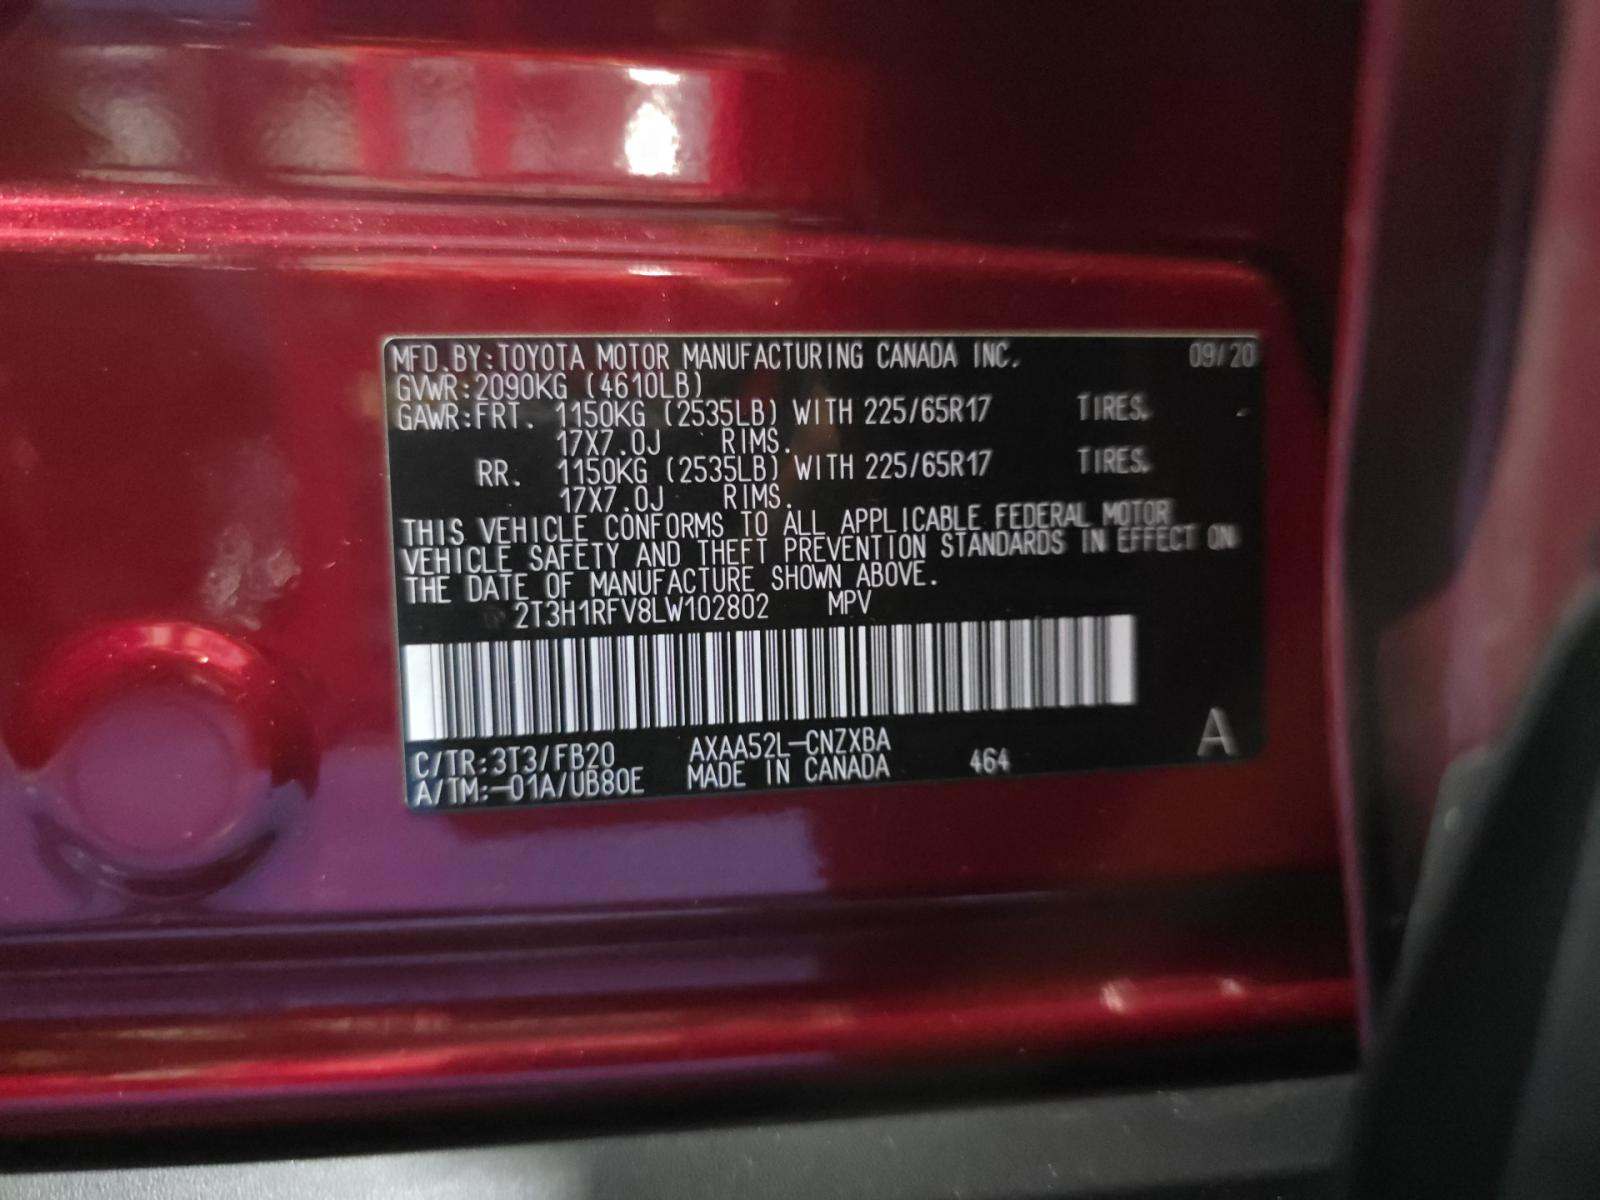 MFD.BY:TOYOTA MOTOR MANUFACTURING CANADA INC. 09/20
GVWR:2090KG (4610LB)
GAWR:FRT. 1150KG (2535LB) WITH 225/65R17 TIRES.
17X7.0J RIMS.
RR. 1150KG (2535LB) WITH 225/65R17 TIRES.
17X7.0J RIMS.
THIS VEHICLE CONFORMS TO ALL APPLICABLE FEDERAL MOTOR
VEHICLE SAFETY AND THEFT PREVENTION STANDARDS IN EFFECT ON
THE DATE OF MANUFACTURE SHOWN ABOVE.
2T3H1RFV8LW102802 MPV
C/TR:3T3/FB20 AXAA52L-CNZXBA 464 A
A/TM:-01A/UB80E MADE IN CANADA